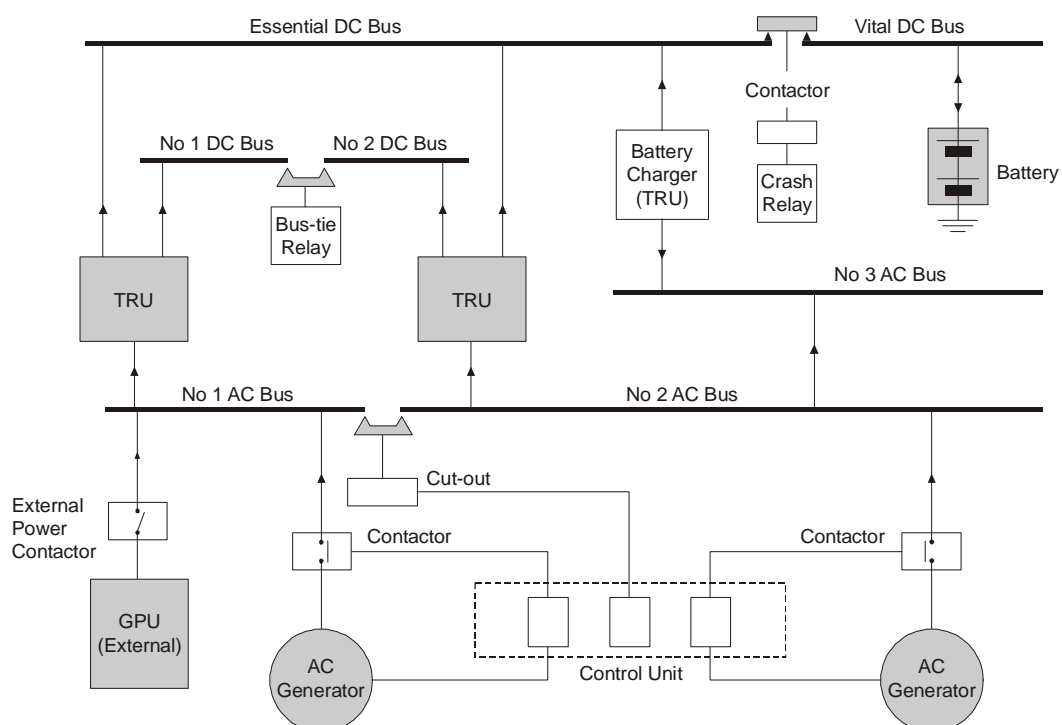 Essential DC Bus
Vital DC Bus
Contactor
No 1 DC Bus
No 2 DC Bus
Battery
Charger
(TRU)
Crash
Relay
Battery
Bus-tie
Relay
No 3 AC Bus
TRU
TRU
No 1 AC Bus
No 2 AC Bus
Cut-out
External
Power
Contactor
Contactor
Contactor
GPU
(External)
AC
Generator
Control Unit
AC
Generator